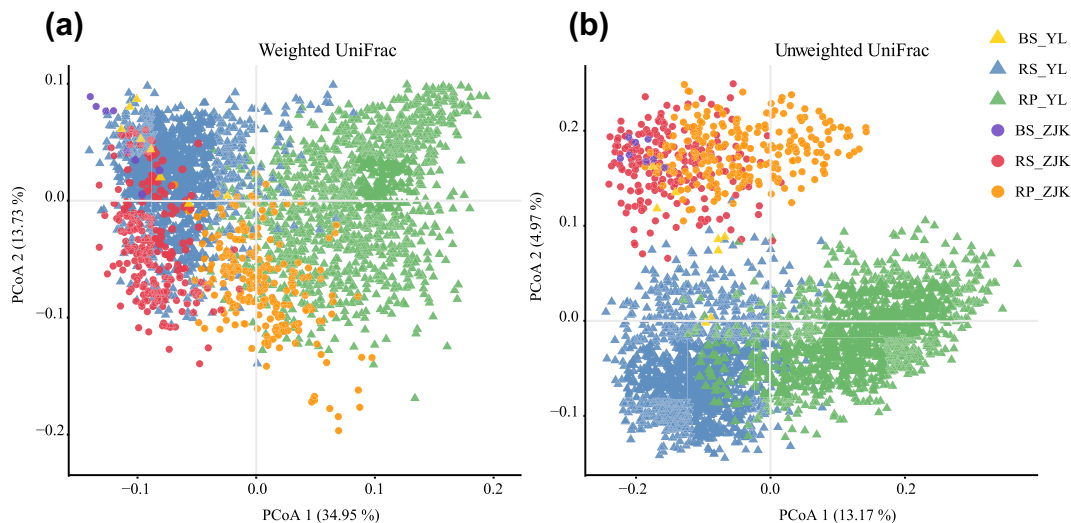 (a)
Weighted UniFrac
0.1
0.0
−0.1
−0.2
PCoA 2 (13.73 %)
−0.1
0.0
0.1
0.2
PCoA 1 (34.95 %)
(b)
Unweighted UniFrac
0.2
0.1
0.0
−0.1
PCoA 2 (4.97 %)
−0.2
0.0
0.2
PCoA 1 (13.17 %)
BS_YL
RS_YL
RP_YL
BS_ZJK
RS_ZJK
RP_ZJK